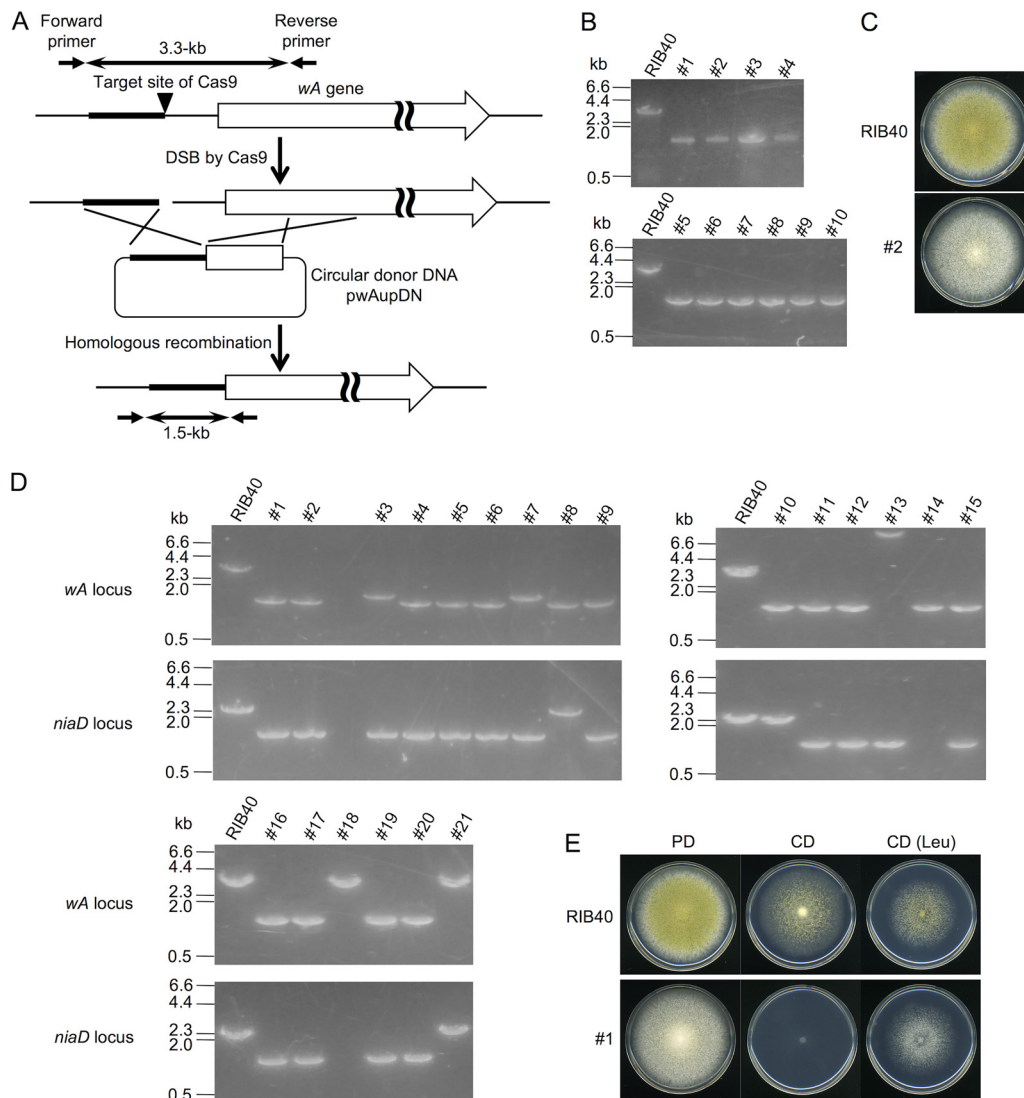 A
Forward
primer
Reverse
primer
3.3-kb
Target site of Cas9
wA gene
DSB by Cas9
Circular donor DNA
pwAupDN
Homologous recombination
1.5-kb
B
kb
RIB40 #1 #2 #3 #4
6.6
4.4
2.3
2.0
0.5
kb
RIB40 #5 #6 #7 #8 #9 #10
6.6
4.4
2.3
2.0
0.5
C
RIB40
#2
D
kb
RIB40 #1 #2 #3 #4 #5 #6 #7 #8 #9
6.6
4.4
2.3
2.0
0.5
wA locus
6.6
4.4
2.3
2.0
0.5
niaD locus
kb
RIB40 #10 #11 #12 #13 #14 #15
6.6
4.4
2.3
2.0
0.5
6.6
4.4
2.3
2.0
0.5
kb
RIB40 #16 #17 #18 #19 #20 #21
6.6
4.4
2.3
2.0
0.5
wA locus
6.6
4.4
2.3
2.0
0.5
niaD locus
E
PD CD CD (Leu)
RIB40
#1